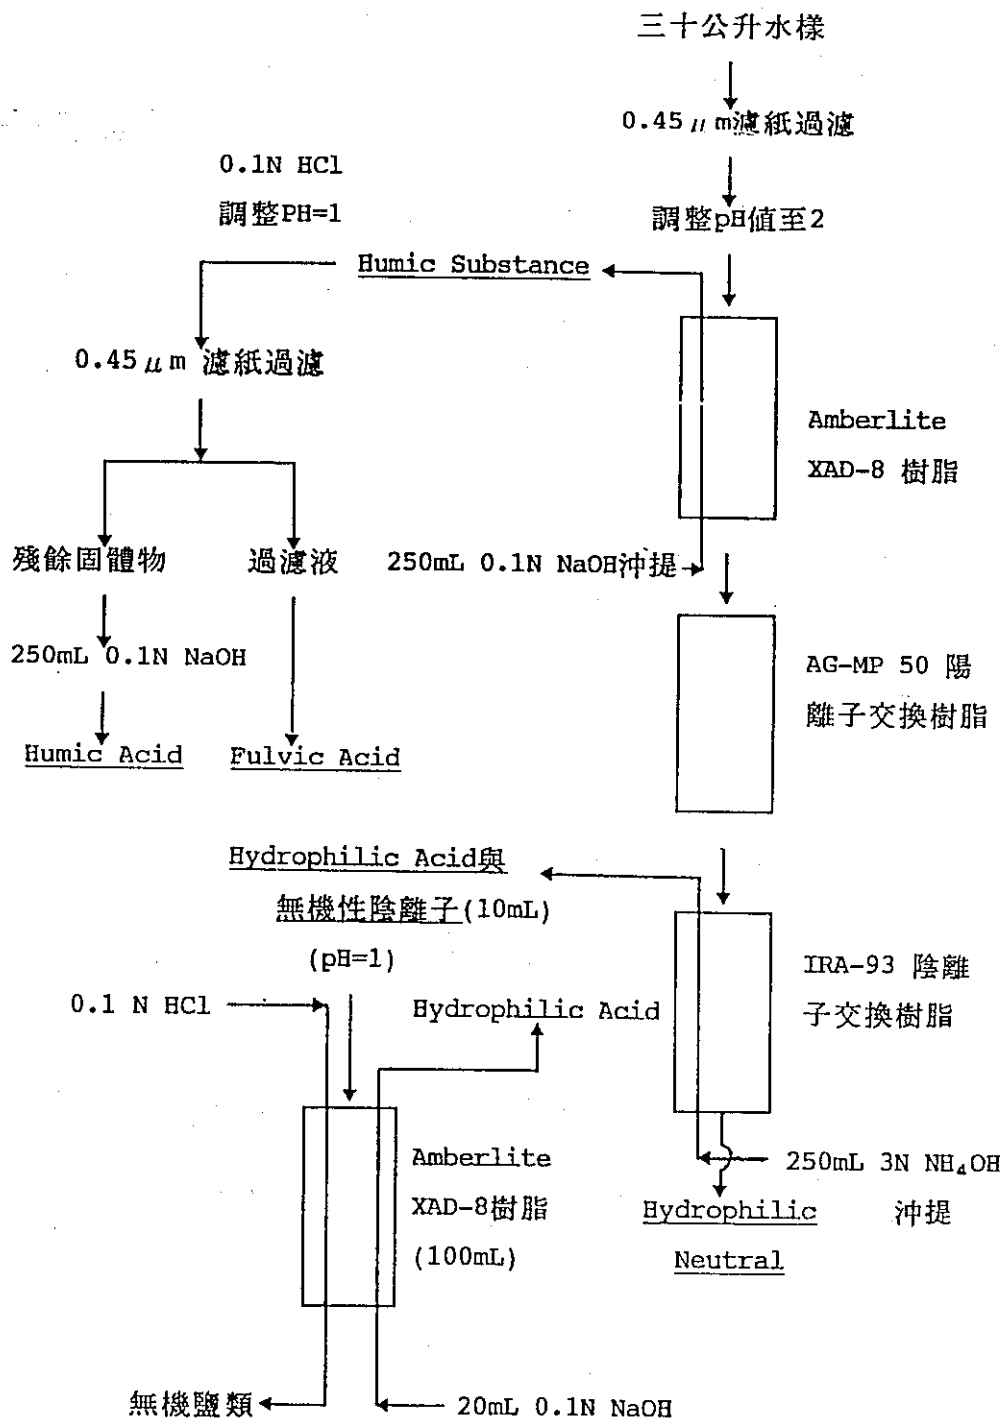 三十公升水樣
0.45μm濾紙過濾
調整pH值至2
0.1N HCl
調整PH=1
Humic Substance
0.45μm 濾紙過濾
Amberlite
XAD-8 樹脂
殘餘固體物
過濾液
250mL 0.1N NaOH沖提
250mL 0.1N NaOH
Humic Acid
Fulvic Acid
AG-MP 50 陽
離子交換樹脂
Hydrophilic Acid與
無機性陰離子(10mL)
(pH=1)
IRA-93 陰離
子交換樹脂
0.1 N HCl
Hydrophilic Acid
Amberlite
XAD-8樹脂
(100mL)
250mL 3N NH₄OH
沖提
Hydrophilic
Neutral
無機鹽類
20mL 0.1N NaOH